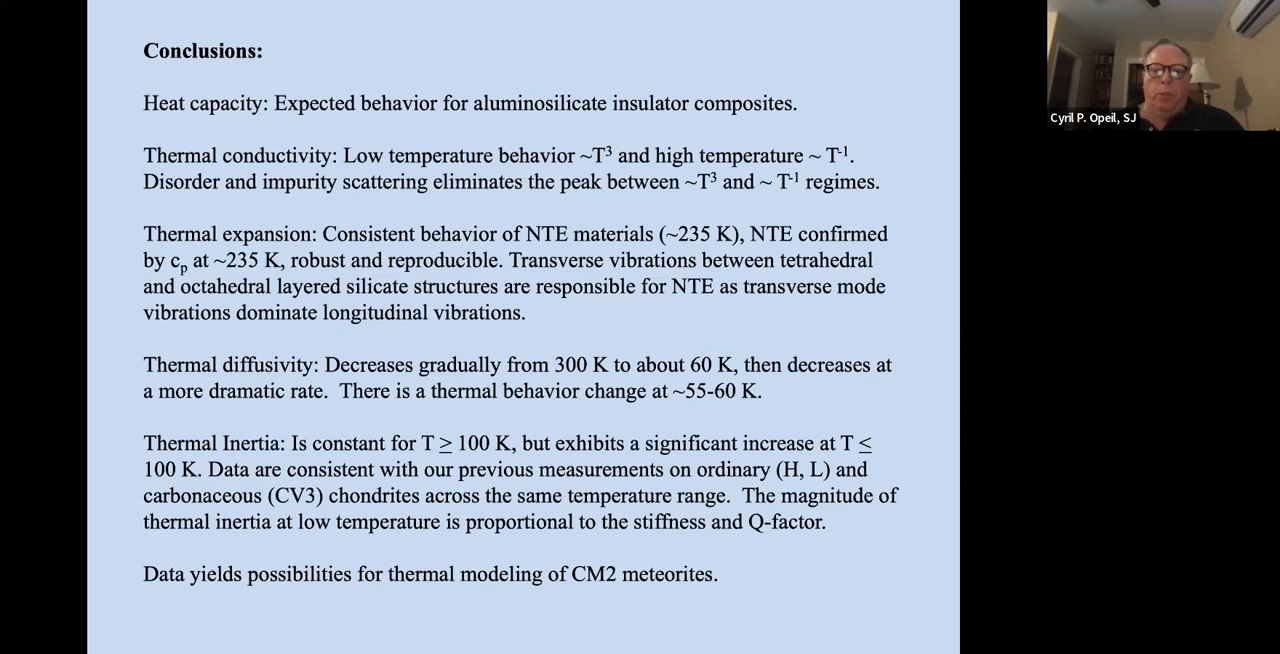 Conclusions:
Heat capacity: Expected behavior for aluminosilicate insulator composites.
Thermal conductivity: Low temperature behavior ~T³ and high temperature ~ T⁻¹.
Disorder and impurity scattering eliminates the peak between ~T³ and ~ T⁻¹ regimes.
Thermal expansion: Consistent behavior of NTE materials (~235 K), NTE confirmed
by cₚ at ~235 K, robust and reproducible. Transverse vibrations between tetrahedral
and octahedral layered silicate structures are responsible for NTE as transverse mode
vibrations dominate longitudinal vibrations.
Thermal diffusivity: Decreases gradually from 300 K to about 60 K, then decreases at
a more dramatic rate. There is a thermal behavior change at ~55-60 K.
Thermal Inertia: Is constant for T ≥ 100 K, but exhibits a significant increase at T ≤
100 K. Data are consistent with our previous measurements on ordinary (H, L) and
carbonaceous (CV3) chondrites across the same temperature range. The magnitude of
thermal inertia at low temperature is proportional to the stiffness and Q-factor.
Data yields possibilities for thermal modeling of CM2 meteorites.
Cyril P. Opeil, SJ